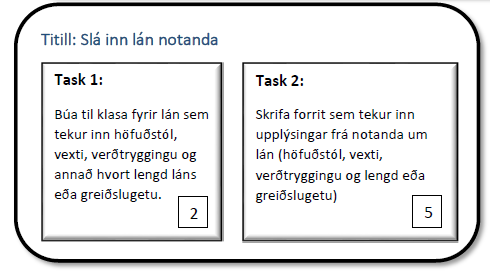 Titill: Slá inn lán notanda
Task 1:
Búa til klasa fyrir lán sem
tekur inn höfuðstól,
vexti, verðtryggingu og
annað hvort lengd láns
eða greiðslugetu.
2
Task 2:
Skrifa forrit sem tekur inn
upplýsingar frá notanda um
lán (höfuðstól, vexti,
verðtryggingu og lengd eða
greiðslugetu)
5